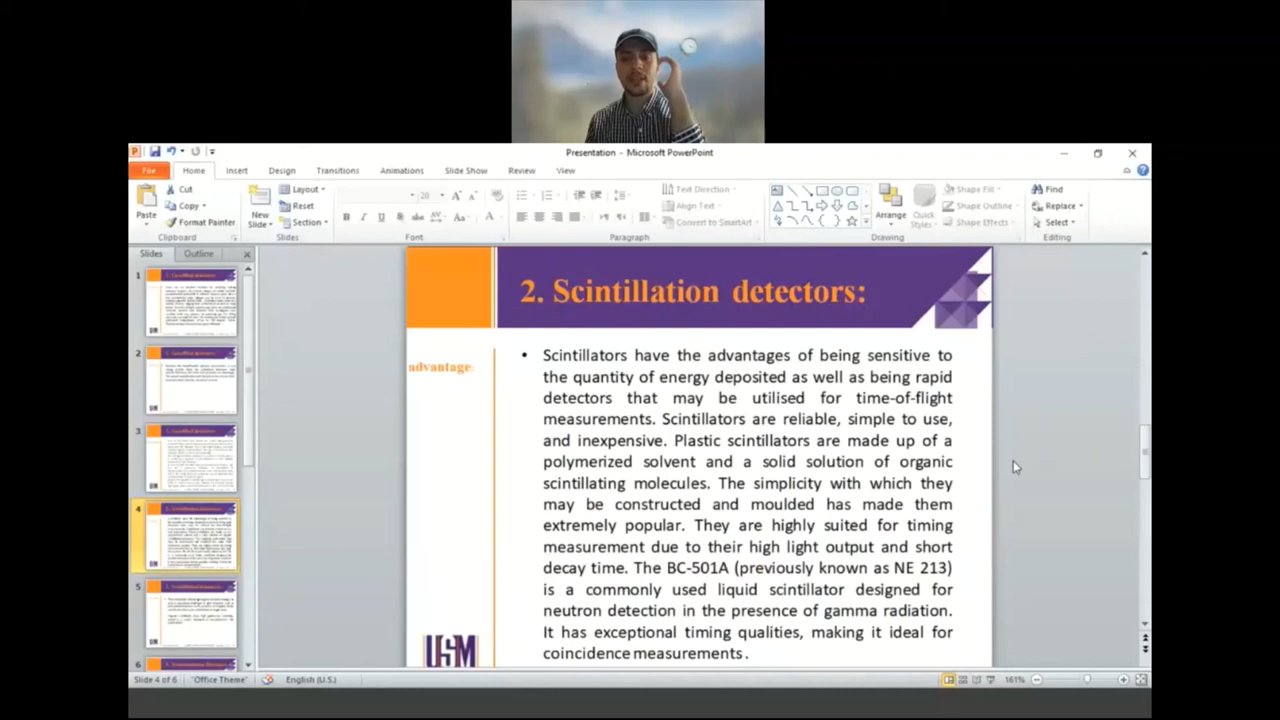 Presentation - Microsoft PowerPoint
File Home Insert Design Transitions Animations Slide Show Review View
Cut
Copy
Format Painter
Paste
Clipboard
New
Slide
Layout
Reset
Section
Slides
20
Font
Text Direction
Align Text
Convert to SmartArt
Paragraph
Arrange
Quick
Styles
Shape Fill
Shape Outline
Shape Effects
Drawing
Find
Replace
Select
Editing
Slides Outline
1
2
3
4
5
6
2. Scintillation detectors:
advantage:
• Scintillators have the advantages of being sensitive to
the quantity of energy deposited as well as being rapid
detectors that may be utilised for time-of-flight
measurements. Scintillators are reliable, simple to use,
and inexpensive. Plastic scintillators are made up of a
polymerized solvent and a solid solution of organic
scintillating molecules. The simplicity with which they
may be constructed and moulded has made them
extremely popular. They are highly suited for timing
measurements due to their high light output and short
decay time. The BC-501A (previously known as NE 213)
is a commonly used liquid scintillator designed for
neutron detection in the presence of gamma radiation.
It has exceptional timing qualities, making it ideal for
coincidence measurements.
USM
Slide 4 of 6 "Office Theme" English (U.S.) 161%